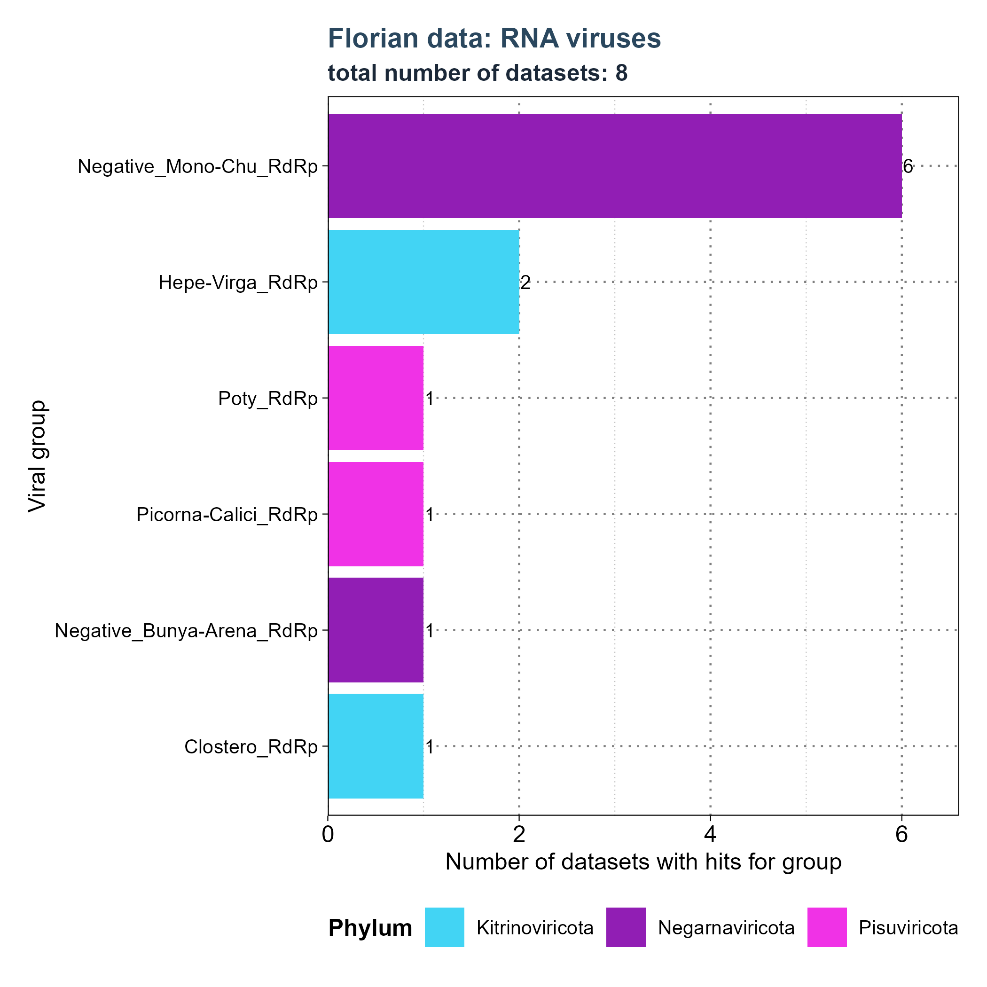 Florian data: RNA viruses
total number of datasets: 8
Viral group
Negative_Mono-Chu_RdRp
6
Hepe-Virga_RdRp
2
Poty_RdRp
1
Picorna-Calici_RdRp
1
Negative_Bunya-Arena_RdRp
1
Clostero_RdRp
1
0 2 4 6
Number of datasets with hits for group
Phylum Kitrinoviricota Negarnaviricota Pisuviricota